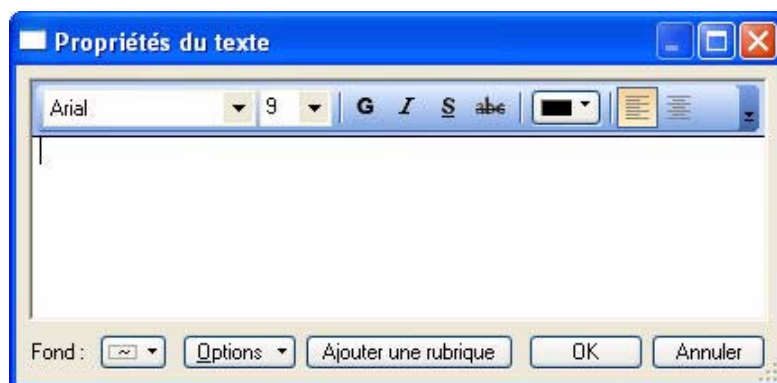 Propriétés du texte
Arial 9 G I S abc
Fond : ~ Options Ajouter une rubrique OK Annuler